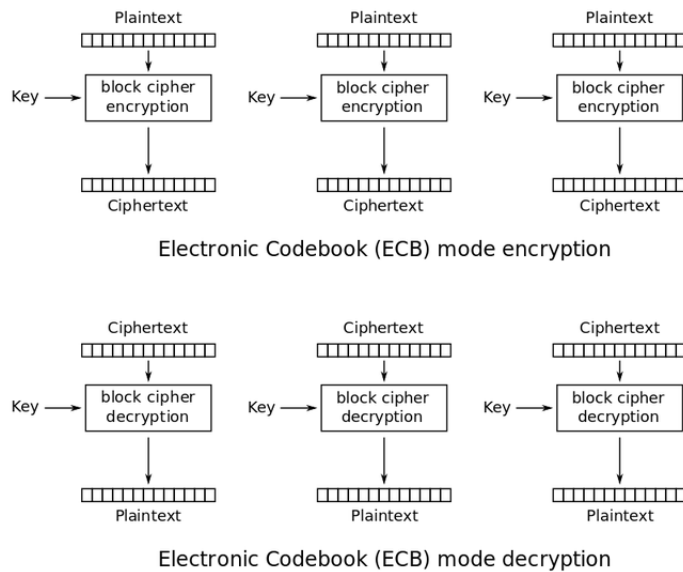 Plaintext Plaintext Plaintext
Key block cipher encryption Key block cipher encryption Key block cipher encryption
Ciphertext Ciphertext Ciphertext
Electronic Codebook (ECB) mode encryption
Ciphertext Ciphertext Ciphertext
Key block cipher decryption Key block cipher decryption Key block cipher decryption
Plaintext Plaintext Plaintext
Electronic Codebook (ECB) mode decryption